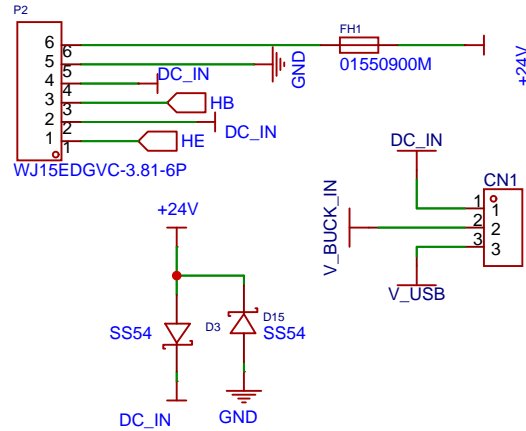 P2
6
6
5
5
4
4
3
3
2
2
1
1
FH1
01550900M
+24V
GND
DC_IN
HB
DC_IN
HE
WJ15EDGVC-3.81-6P
DC_IN
CN1
1
1
2
2
3
3
V_BUCK_IN
V_USB
+24V
SS54
D3
D15
SS54
DC_IN
GND